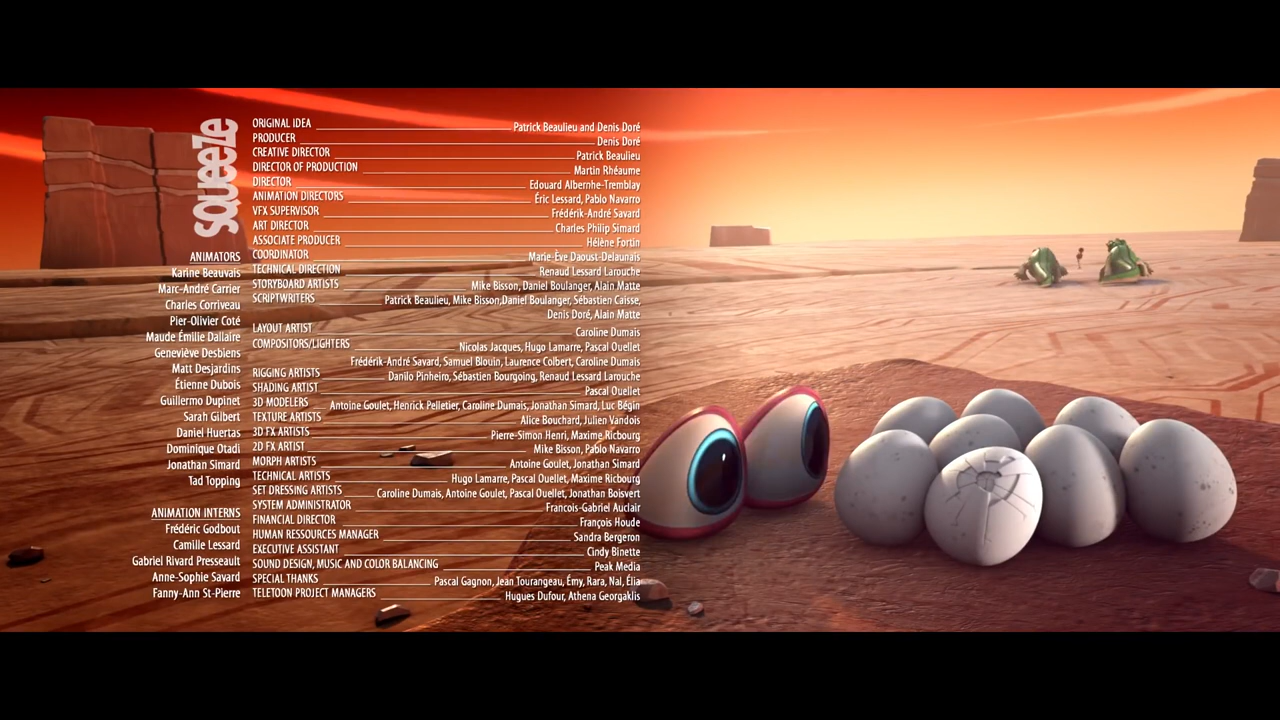 squeeze
ORIGINAL IDEA Patrick Beaulieu and Denis Doré
PRODUCER Denis Doré
CREATIVE DIRECTOR Patrick Beaulieu
DIRECTOR OF PRODUCTION Martin Rhéaume
DIRECTOR Edouard Albernhe-Tremblay
ANIMATION DIRECTORS Éric Lessard, Pablo Navarro
VFX SUPERVISOR Frédérik-André Savard
ART DIRECTOR Charles Philip Simard
ASSOCIATE PRODUCER Hélène Fortin
COORDINATOR Marie-Ève Daoust-Delaunais
TECHNICAL DIRECTION Renaud Lessard Larouche
STORYBOARD ARTISTS Mike Bisson, Daniel Boulanger, Alain Matte
SCRIPTWRITERS Patrick Beaulieu, Mike Bisson,Daniel Boulanger, Sébastien Caisse,
Denis Doré, Alain Matte
LAYOUT ARTIST Caroline Dumais
COMPOSITORS/LIGHTERS Nicolas Jacques, Hugo Lamarre, Pascal Ouellet
Frédérik-André Savard, Samuel Blouin, Laurence Colbert, Caroline Dumais
RIGGING ARTISTS Danilo Pinheiro, Sébastien Bourgoing, Renaud Lessard Larouche
SHADING ARTIST Pascal Ouellet
3D MODELERS Antoine Goulet, Henrick Pelletier, Caroline Dumais, Jonathan Simard, Luc Bégin
TEXTURE ARTISTS Alice Bouchard, Julien Vandois
3D FX ARTISTS Pierre-Simon Henri, Maxime Ricbourg
2D FX ARTIST Mike Bisson, Pablo Navarro
MORPH ARTISTS Antoine Goulet, Jonathan Simard
TECHNICAL ARTISTS Hugo Lamarre, Pascal Ouellet, Maxime Ricbourg
SET DRESSING ARTISTS Caroline Dumais, Antoine Goulet, Pascal Ouellet, Jonathan Boisvert
SYSTEM ADMINISTRATOR Francois-Gabriel Auclair
FINANCIAL DIRECTOR François Houde
HUMAN RESSOURCES MANAGER Sandra Bergeron
EXECUTIVE ASSISTANT Cindy Binette
SOUND DESIGN, MUSIC AND COLOR BALANCING Peak Media
SPECIAL THANKS Pascal Gagnon, Jean Tourangeau, Émy, Rara, Nal, Élia
TELETOON PROJECT MANAGERS Hugues Dufour, Athena Georgaklis
ANIMATORS
Karine Beauvais
Marc-André Carrier
Charles Corriveau
Pier-Olivier Coté
Maude Émilie Dallaire
Geneviève Desbiens
Matt Desjardins
Étienne Dubois
Guillermo Dupinet
Sarah Gilbert
Daniel Huertas
Dominique Otadi
Jonathan Simard
Tad Topping
ANIMATION INTERNS
Frédéric Godbout
Camille Lessard
Gabriel Rivard Presseault
Anne-Sophie Savard
Fanny-Ann St-Pierre